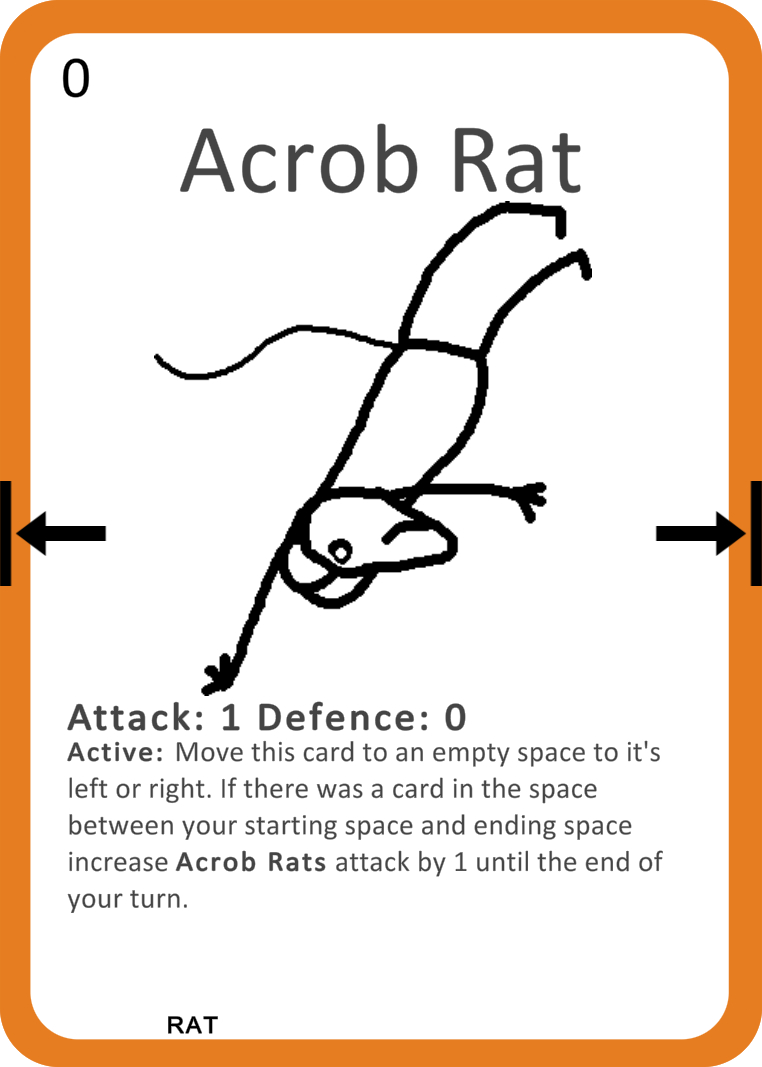 0
Acrob Rat
Attack: 1 Defence: 0
Active: Move this card to an empty space to it's
left or right. If there was a card in the space
between your starting space and ending space
increase Acrob Rats attack by 1 until the end of
your turn.
RAT